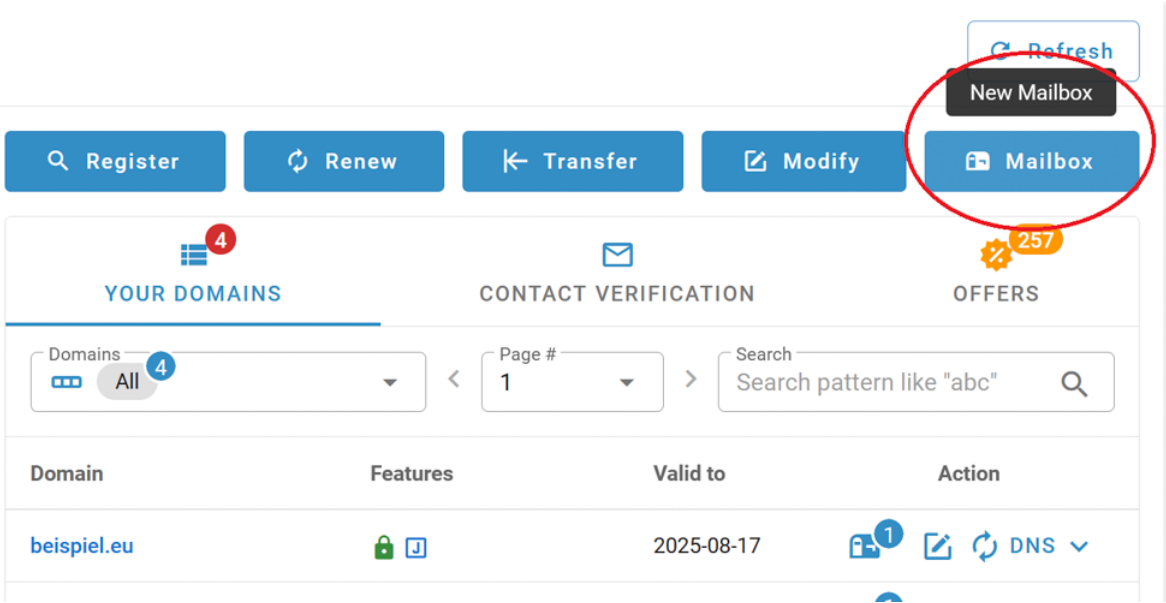 Refresh
New Mailbox
Register Renew Transfer Modify Mailbox
4 257
YOUR DOMAINS CONTACT VERIFICATION OFFERS
Domains Page # Search
All 4 1 Search pattern like "abc"
Domain Features Valid to Action
beispiel.eu J 2025-08-17 1 DNS